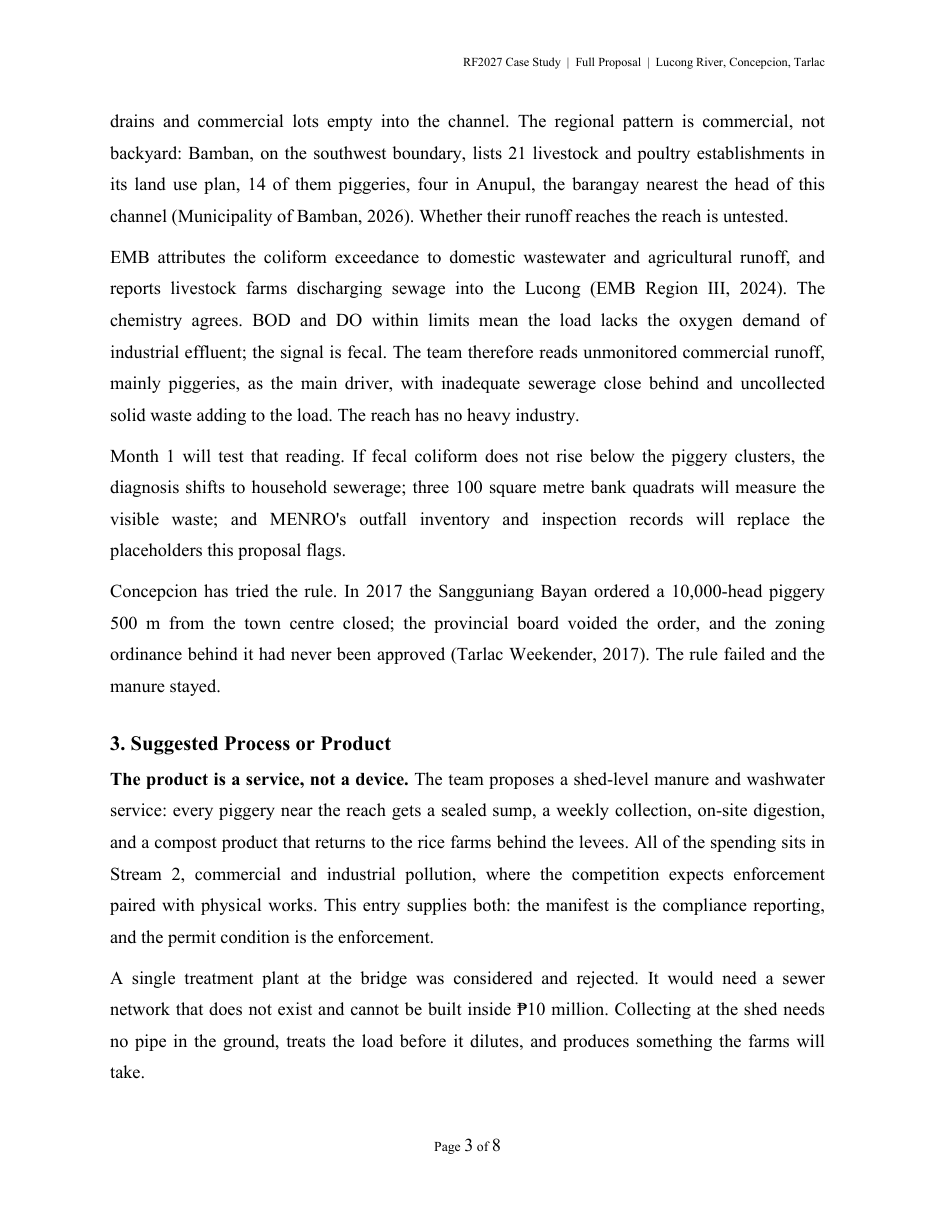 RF2027 Case Study | Full Proposal | Lucong River, Concepcion, Tarlac
drains and commercial lots empty into the channel. The regional pattern is commercial, not
backyard: Bamban, on the southwest boundary, lists 21 livestock and poultry establishments in
its land use plan, 14 of them piggeries, four in Anupul, the barangay nearest the head of this
channel (Municipality of Bamban, 2026). Whether their runoff reaches the reach is untested.
EMB attributes the coliform exceedance to domestic wastewater and agricultural runoff, and
reports livestock farms discharging sewage into the Lucong (EMB Region III, 2024). The
chemistry agrees. BOD and DO within limits mean the load lacks the oxygen demand of
industrial effluent; the signal is fecal. The team therefore reads unmonitored commercial runoff,
mainly piggeries, as the main driver, with inadequate sewerage close behind and uncollected
solid waste adding to the load. The reach has no heavy industry.
Month 1 will test that reading. If fecal coliform does not rise below the piggery clusters, the
diagnosis shifts to household sewerage; three 100 square metre bank quadrats will measure the
visible waste; and MENRO's outfall inventory and inspection records will replace the
placeholders this proposal flags.
Concepcion has tried the rule. In 2017 the Sangguniang Bayan ordered a 10,000-head piggery
500 m from the town centre closed; the provincial board voided the order, and the zoning
ordinance behind it had never been approved (Tarlac Weekender, 2017). The rule failed and the
manure stayed.
3. Suggested Process or Product
The product is a service, not a device. The team proposes a shed-level manure and washwater
service: every piggery near the reach gets a sealed sump, a weekly collection, on-site digestion,
and a compost product that returns to the rice farms behind the levees. All of the spending sits in
Stream 2, commercial and industrial pollution, where the competition expects enforcement
paired with physical works. This entry supplies both: the manifest is the compliance reporting,
and the permit condition is the enforcement.
A single treatment plant at the bridge was considered and rejected. It would need a sewer
network that does not exist and cannot be built inside ₱10 million. Collecting at the shed needs
no pipe in the ground, treats the load before it dilutes, and produces something the farms will
take.
Page 3 of 8